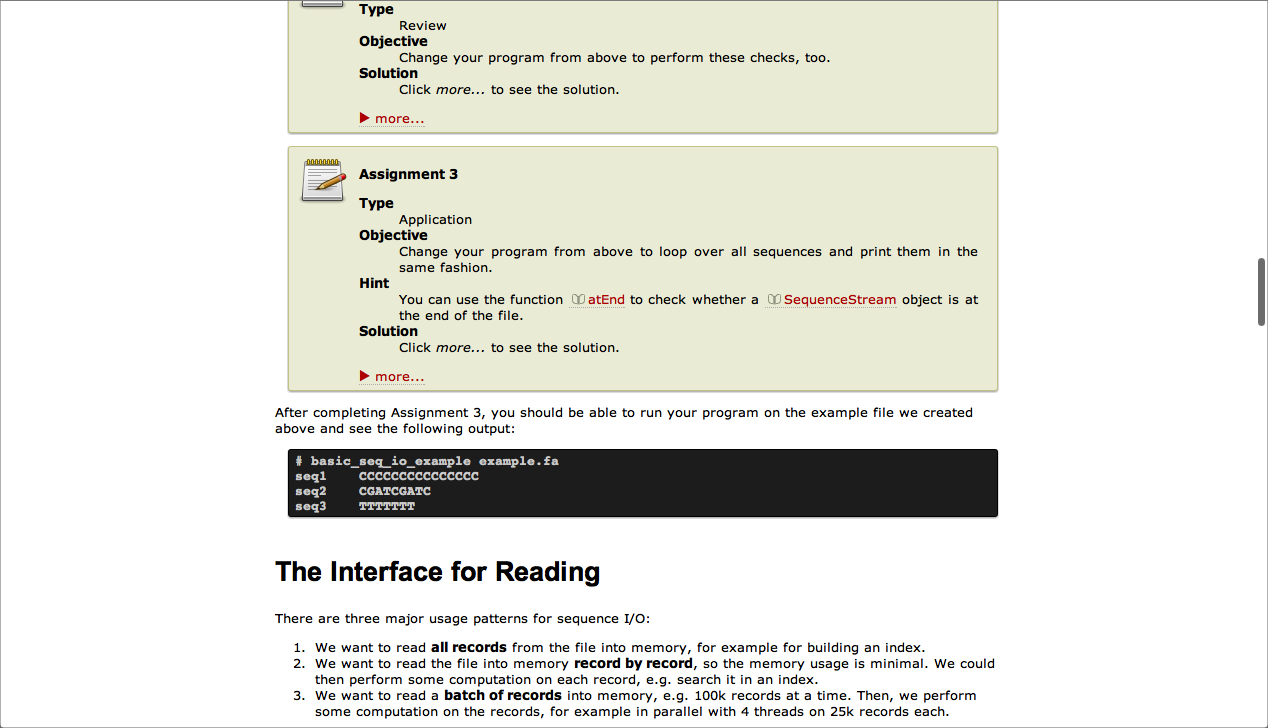 Type
Review
Objective
Change your program from above to perform these checks, too.
Solution
Click more... to see the solution.
more...
Assignment 3
Type
Application
Objective
Change your program from above to loop over all sequences and print them in the
same fashion.
Hint
You can use the function atEnd to check whether a SequenceStream object is at
the end of the file.
Solution
Click more... to see the solution.
more...
After completing Assignment 3, you should be able to run your program on the example file we created
above and see the following output:
# basic_seq_io_example example.fa
seq1    CCCCCCCCCCCCCCC
seq2    CGATCGATC
seq3    TTTTTTT
The Interface for Reading
There are three major usage patterns for sequence I/O:
1. We want to read all records from the file into memory, for example for building an index.
2. We want to read the file into memory record by record, so the memory usage is minimal. We could
then perform some computation on each record, e.g. search it in an index.
3. We want to read a batch of records into memory, e.g. 100k records at a time. Then, we perform
some computation on the records, for example in parallel with 4 threads on 25k records each.